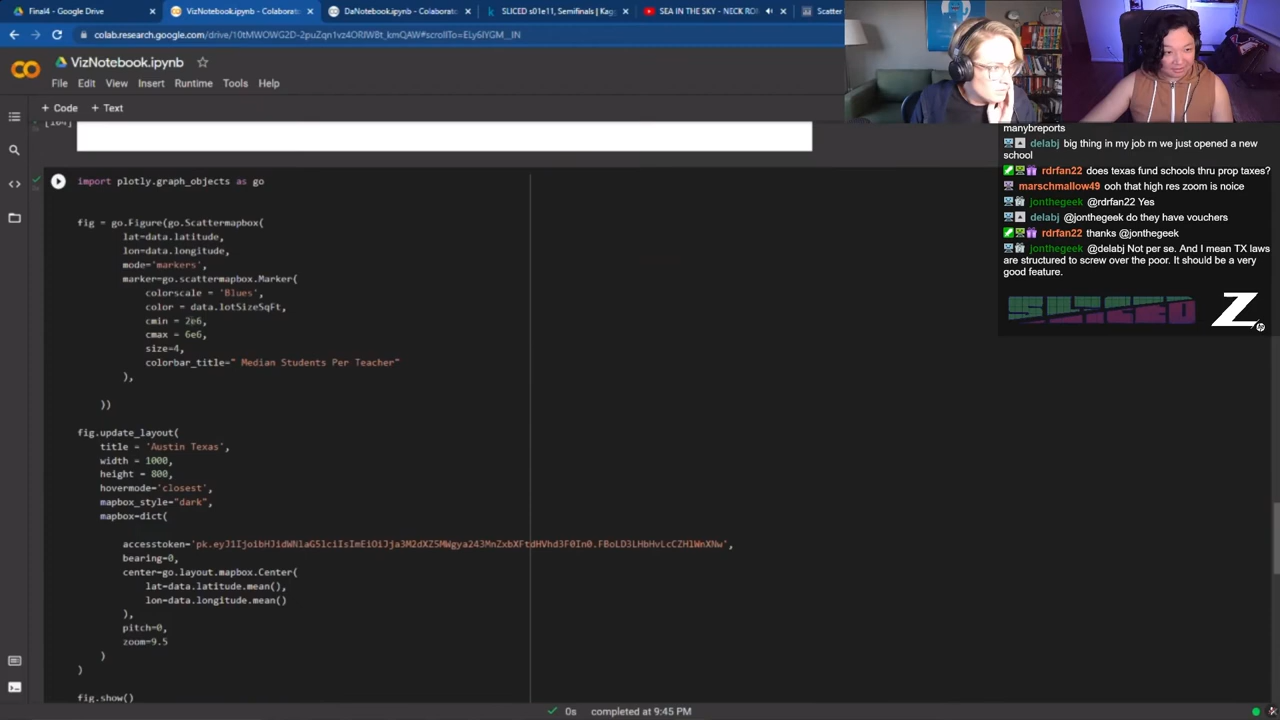 Final4 - Google Drive
VizNotebook.ipynb - Colaborato
DaNotebook.ipynb - Colaborato
SLICED s01e11, Semifinals | Kag
SEA IN THE SKY - NECK RO
Scatter
VizNotebook.ipynb
File Edit View Insert Runtime Tools Help
+ Code + Text
import plotly.graph_objects as go
fig = go.Figure(go.Scattermapbox(
lat=data.latitude,
lon=data.longitude,
mode='markers',
marker=go.scattermapbox.Marker(
colorscale = 'Blues',
color = data.lotSizeSqFt,
cmin = 2e6,
cmax = 6e6,
size=4,
colorbar_title=" Median Students Per Teacher"
),
))
fig.update_layout(
title = 'Austin Texas',
width = 1000,
height = 800,
hovermode='closest',
mapbox_style="dark",
mapbox=dict(
bearing=0,
center=go.layout.mapbox.Center(
lat=data.latitude.mean(),
lon=data.longitude.mean()
),
pitch=0,
zoom=9.5
)
)
fig.show()
0s completed at 9:45 PM
manybreports
delabj big thing in my job rn we just opened a new
school
rdrfan22 does texas fund schools thru prop taxes?
marschmallow49 ooh that high res zoom is noice
jonthegeek @rdrfan22 Yes
delabj @jonthegeek do they have vouchers
rdrfan22 thanks @jonthegeek
jonthegeek @delabj Not per se. And I mean TX laws
are structured to screw over the poor. It should be a very
good feature.
SLICED
Z